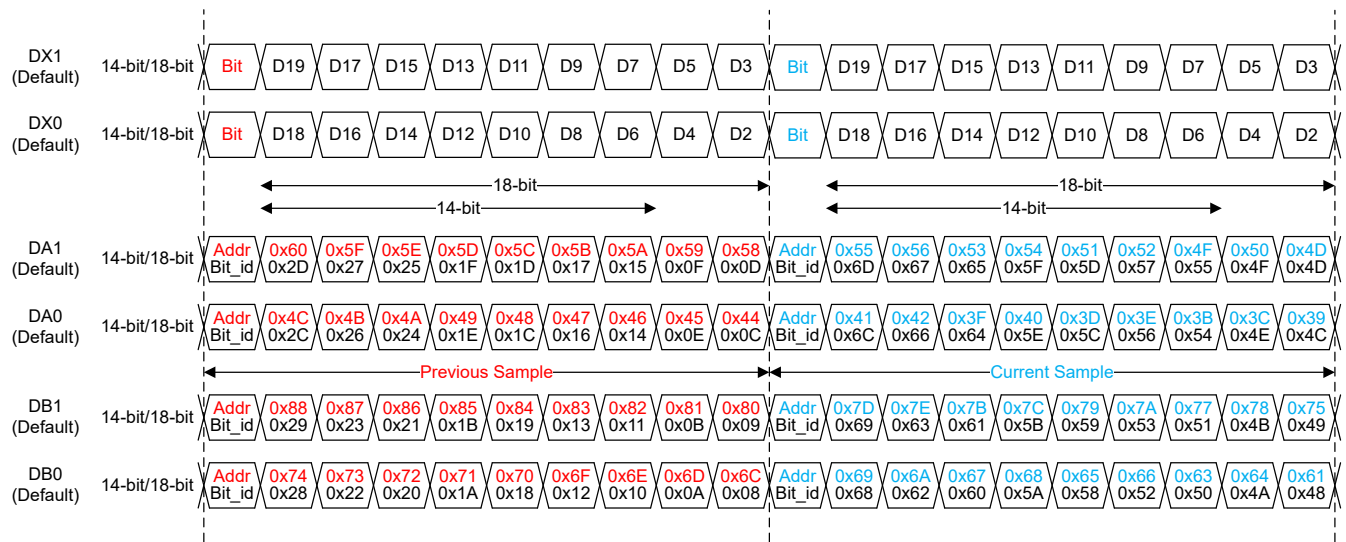 DX1
(Default)
14-bit/18-bit Bit D19 D17 D15 D13 D11 D9 D7 D5 D3 Bit D19 D17 D15 D13 D11 D9 D7 D5 D3
DX0
(Default)
14-bit/18-bit Bit D18 D16 D14 D12 D10 D8 D6 D4 D2 Bit D18 D16 D14 D12 D10 D8 D6 D4 D2
18-bit 18-bit
14-bit 14-bit
DA1
(Default)
14-bit/18-bit
Addr 0x60 0x5F 0x5E 0x5D 0x5C 0x5B 0x5A 0x59 0x58 Addr 0x55 0x56 0x53 0x54 0x51 0x52 0x4F 0x50 0x4D
Bit_id 0x2D 0x27 0x25 0x1F 0x1D 0x17 0x15 0x0F 0x0D Bit_id 0x6D 0x67 0x65 0x5F 0x5D 0x57 0x55 0x4F 0x4D
DA0
(Default)
14-bit/18-bit
Addr 0x4C 0x4B 0x4A 0x49 0x48 0x47 0x46 0x45 0x44 Addr 0x41 0x42 0x3F 0x40 0x3D 0x3E 0x3B 0x3C 0x39
Bit_id 0x2C 0x26 0x24 0x1E 0x1C 0x16 0x14 0x0E 0x0C Bit_id 0x6C 0x66 0x64 0x5E 0x5C 0x56 0x54 0x4E 0x4C
Previous Sample Current Sample
DB1
(Default)
14-bit/18-bit
Addr 0x88 0x87 0x86 0x85 0x84 0x83 0x82 0x81 0x80 Addr 0x7D 0x7E 0x7B 0x7C 0x79 0x7A 0x77 0x78 0x75
Bit_id 0x29 0x23 0x21 0x1B 0x19 0x13 0x11 0x0B 0x09 Bit_id 0x69 0x63 0x61 0x5B 0x59 0x53 0x51 0x4B 0x49
DB0
(Default)
14-bit/18-bit
Addr 0x74 0x73 0x72 0x71 0x70 0x6F 0x6E 0x6D 0x6C Addr 0x69 0x6A 0x67 0x68 0x65 0x66 0x63 0x64 0x61
Bit_id 0x28 0x22 0x20 0x1A 0x18 0x12 0x10 0x0A 0x08 Bit_id 0x68 0x62 0x60 0x5A 0x58 0x52 0x50 0x4A 0x48